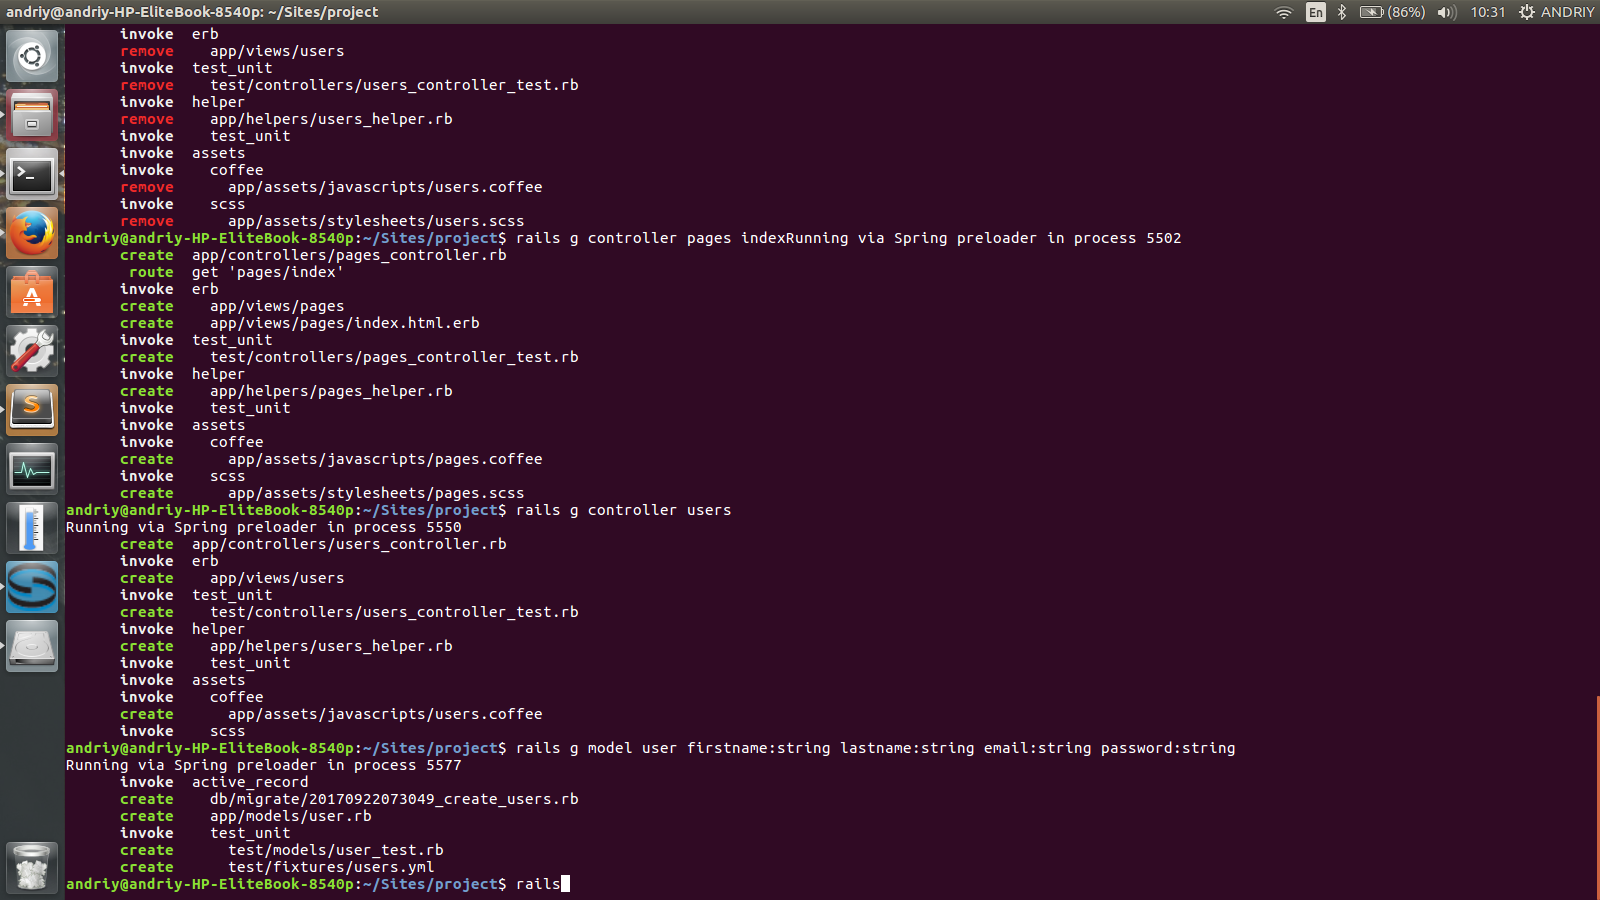 andriy@andriy-HP-EliteBook-8540p: ~/Sites/project
En
(86%)
10:31
ANDRIY
invoke erb
remove app/views/users
invoke test_unit
remove test/controllers/users_controller_test.rb
invoke helper
remove app/helpers/users_helper.rb
invoke test_unit
invoke assets
invoke coffee
remove app/assets/javascripts/users.coffee
invoke scss
remove app/assets/stylesheets/users.scss
andriy@andriy-HP-EliteBook-8540p:~/Sites/project$ rails g controller pages indexRunning via Spring preloader in process 5502
create app/controllers/pages_controller.rb
route get 'pages/index'
invoke erb
create app/views/pages
create app/views/pages/index.html.erb
invoke test_unit
create test/controllers/pages_controller_test.rb
invoke helper
create app/helpers/pages_helper.rb
invoke test_unit
invoke assets
invoke coffee
create app/assets/javascripts/pages.coffee
invoke scss
create app/assets/stylesheets/pages.scss
andriy@andriy-HP-EliteBook-8540p:~/Sites/project$ rails g controller users
Running via Spring preloader in process 5550
create app/controllers/users_controller.rb
invoke erb
create app/views/users
invoke test_unit
create test/controllers/users_controller_test.rb
invoke helper
create app/helpers/users_helper.rb
invoke test_unit
invoke assets
invoke coffee
create app/assets/javascripts/users.coffee
invoke scss
andriy@andriy-HP-EliteBook-8540p:~/Sites/project$ rails g model user firstname:string lastname:string email:string password:string
Running via Spring preloader in process 5577
invoke active_record
create db/migrate/20170922073049_create_users.rb
create app/models/user.rb
invoke test_unit
create test/models/user_test.rb
create test/fixtures/users.yml
andriy@andriy-HP-EliteBook-8540p:~/Sites/project$ rails